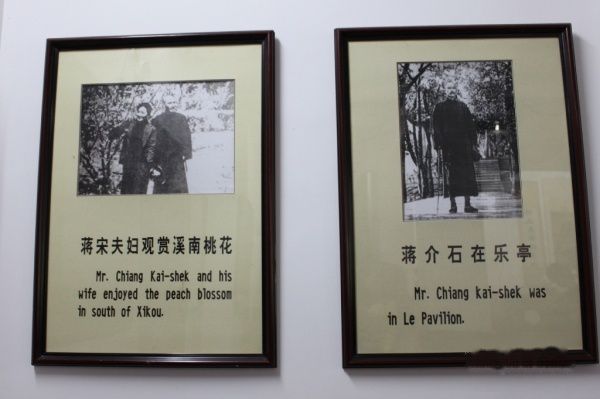 蒋宋夫妇观赏溪南桃花
Mr. Chiang Kai-shek and his
wife enjoyed the peach blossom
in south of Xikou.
蒋介石在乐亭
Mr. Chiang kai-shek was
in Le Pavilion.